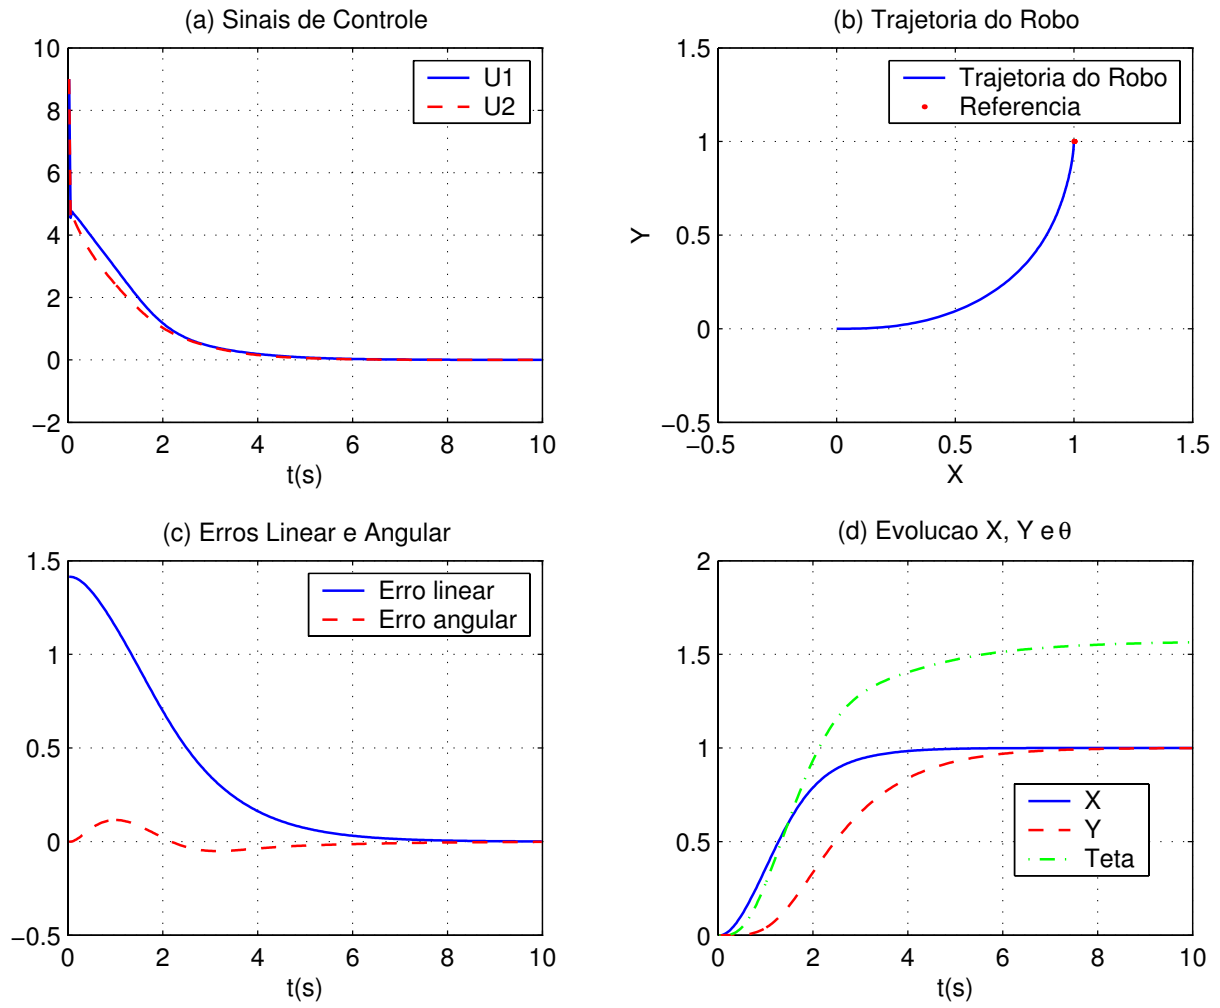 (a) Sinais de Controle
10
8
6
4
2
0
−2
0 2 4 6 8 10
t(s)
U1
U2
(b) Trajetoria do Robo
1.5
1
0.5
0
−0.5
Y
−0.5 0 0.5 1 1.5
X
Trajetoria do Robo
Referencia
(c) Erros Linear e Angular
1.5
1
0.5
0
−0.5
0 2 4 6 8 10
t(s)
Erro linear
Erro angular
(d) Evolucao X, Y e θ
2
1.5
1
0.5
0
0 2 4 6 8 10
t(s)
X
Y
Teta